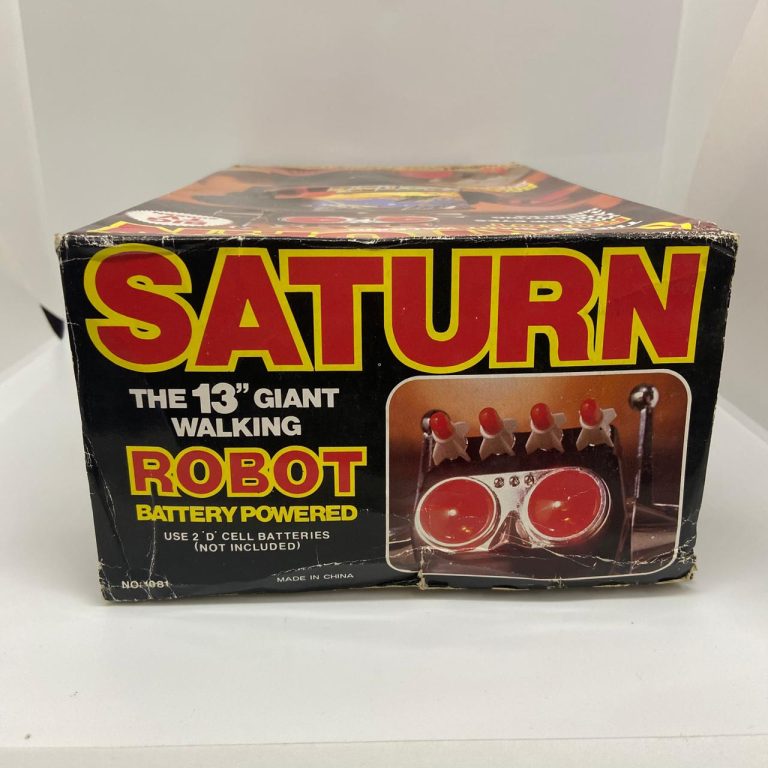 SATURN
THE 13" GIANT
WALKING
ROBOT
BATTERY POWERED
USE 2 'D' CELL BATTERIES
(NOT INCLUDED)
MADE IN CHINA